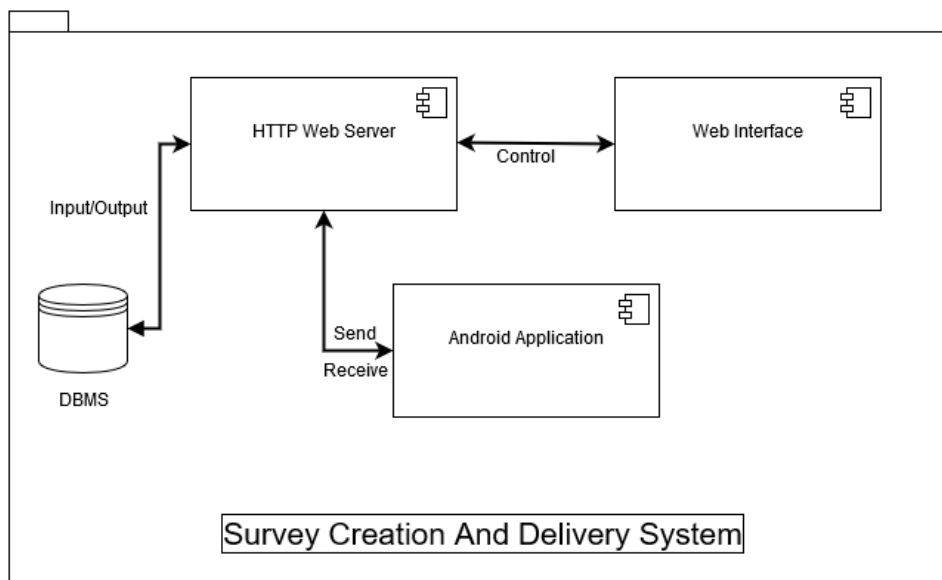 HTTP Web Server
Web Interface
Control
Input/Output
Send
Receive
Android Application
DBMS
Survey Creation And Delivery System